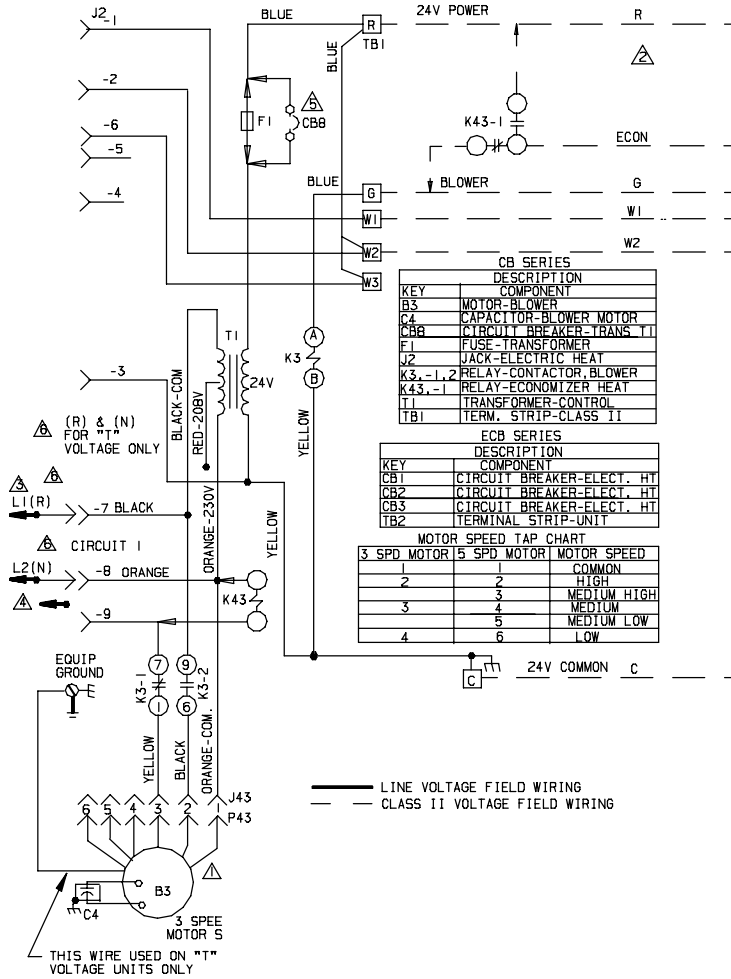 J2 -1
BLUE
R
24V POWER
R
TB1
BLUE
2
-2
F1
5
CB8
K43-1
-6
ECON
-5
BLUE
G
BLOWER
G
-4
W1
W1
W2
W2
W3
CB SERIES
DESCRIPTION
KEY COMPONENT
B3 MOTOR-BLOWER
C4 CAPACITOR-BLOWER MOTOR
CB8 CIRCUIT BREAKER-TRANS T1
F1 FUSE-TRANSFORMER
J2 JACK-ELECTRIC HEAT
K3,-1,2 RELAY-CONTACTOR,BLOWER
K43,-1 RELAY-ECONOMIZER HEAT
T1 TRANSFORMER-CONTROL
TB1 TERM. STRIP-CLASS II
T1
24V
A
K3
B
-3
BLACK-COM
RED-208V
YELLOW
6 (R) & (N)
FOR "T"
VOLTAGE ONLY
ECB SERIES
DESCRIPTION
KEY COMPONENT
CB1 CIRCUIT BREAKER-ELECT. HT
CB2 CIRCUIT BREAKER-ELECT. HT
CB3 CIRCUIT BREAKER-ELECT. HT
TB2 TERMINAL STRIP-UNIT
3
6
L1(R) -7 BLACK
ORANGE-230V
YELLOW
6 CIRCUIT 1
L2(N) -8 ORANGE
4
-9
K43
MOTOR SPEED TAP CHART
3 SPD MOTOR 5 SPD MOTOR MOTOR SPEED
1 1 COMMON
2 2 HIGH
3 MEDIUM HIGH
3 4 MEDIUM
5 MEDIUM LOW
4 6 LOW
EQUIP
GROUND
7
9
K3-1
K3-2
1
6
C
24V COMMON C
YELLOW
BLACK
ORANGE-COM.
J43
6 5 4 3 2 1
P43
LINE VOLTAGE FIELD WIRING
CLASS II VOLTAGE FIELD WIRING
1
B3
C4
3 SPEE
MOTOR S
THIS WIRE USED ON "T"
VOLTAGE UNITS ONLY